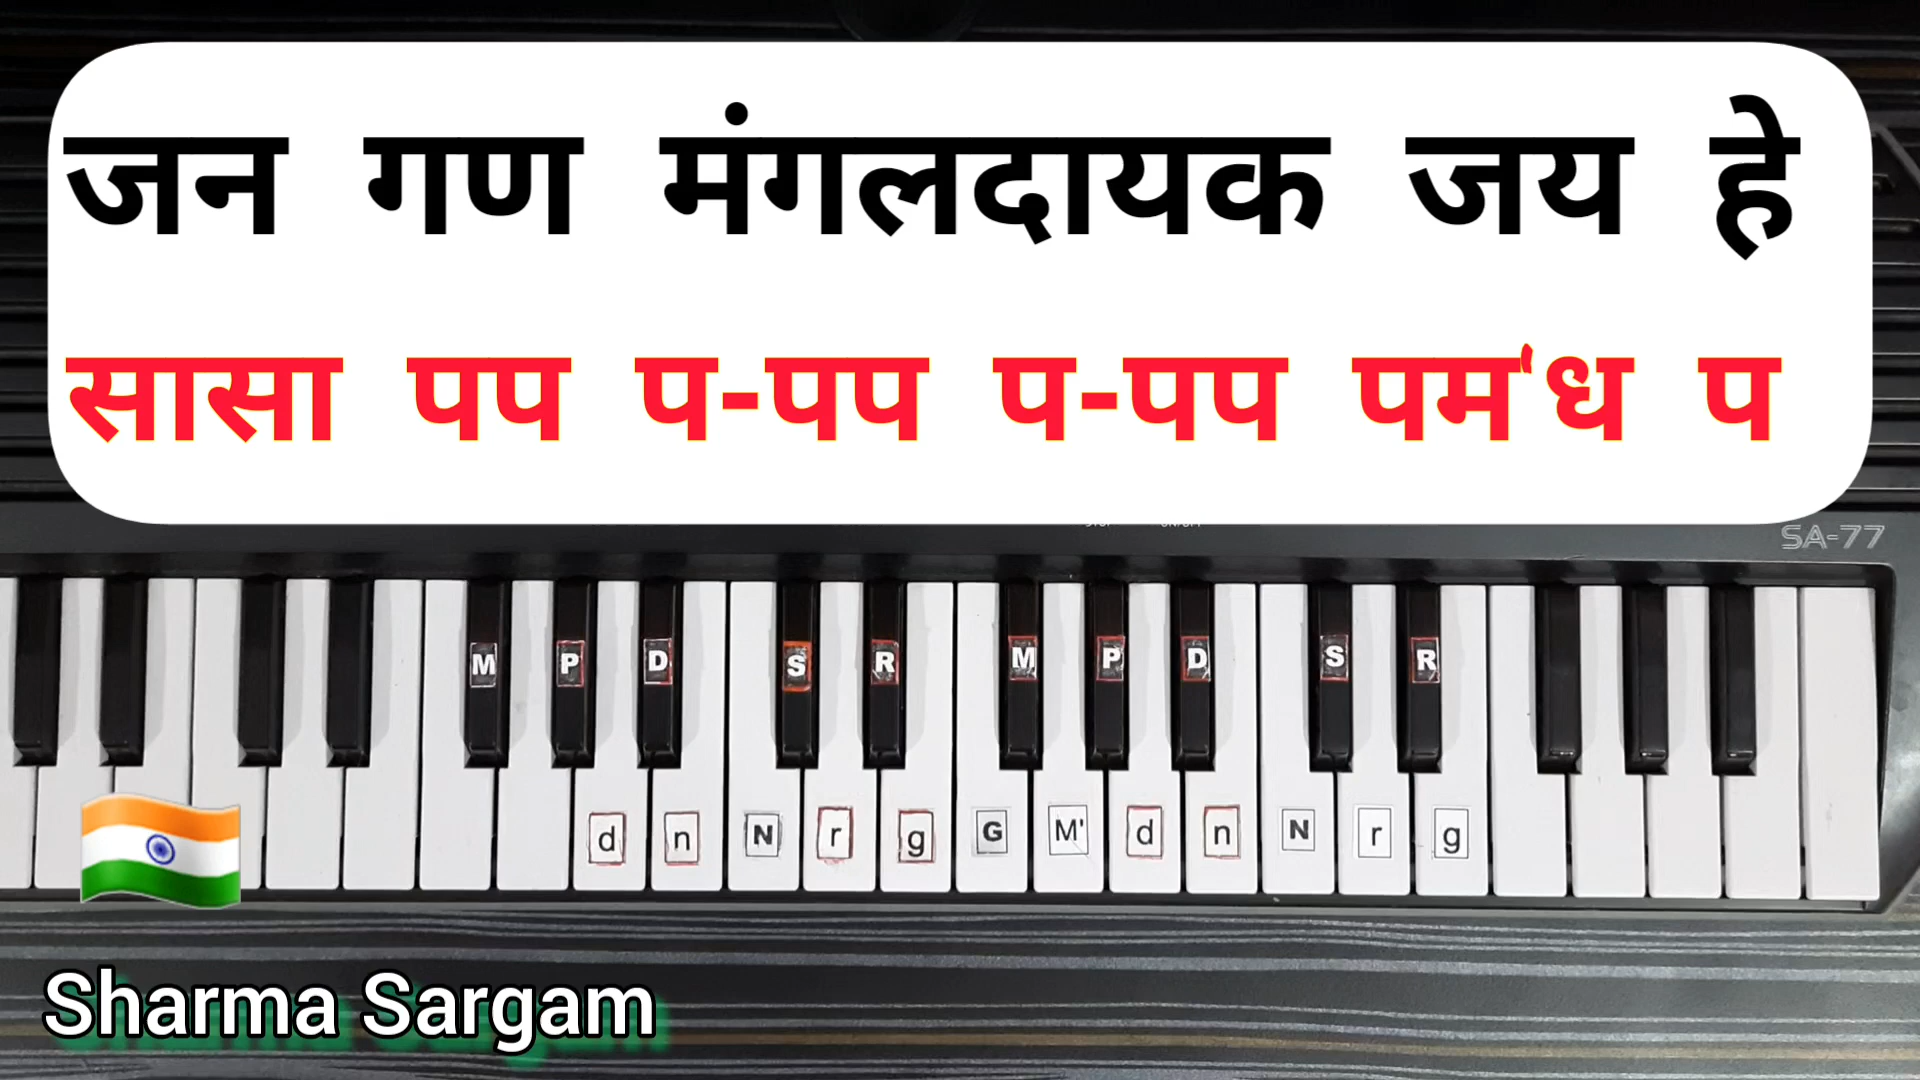 जन गण मंगलदायक जय हे
सासा पप प-पप प-पप पम'ध प
SA-77
M P D S R M P D S R
d n N r g G M' d n N r g
Sharma Sargam